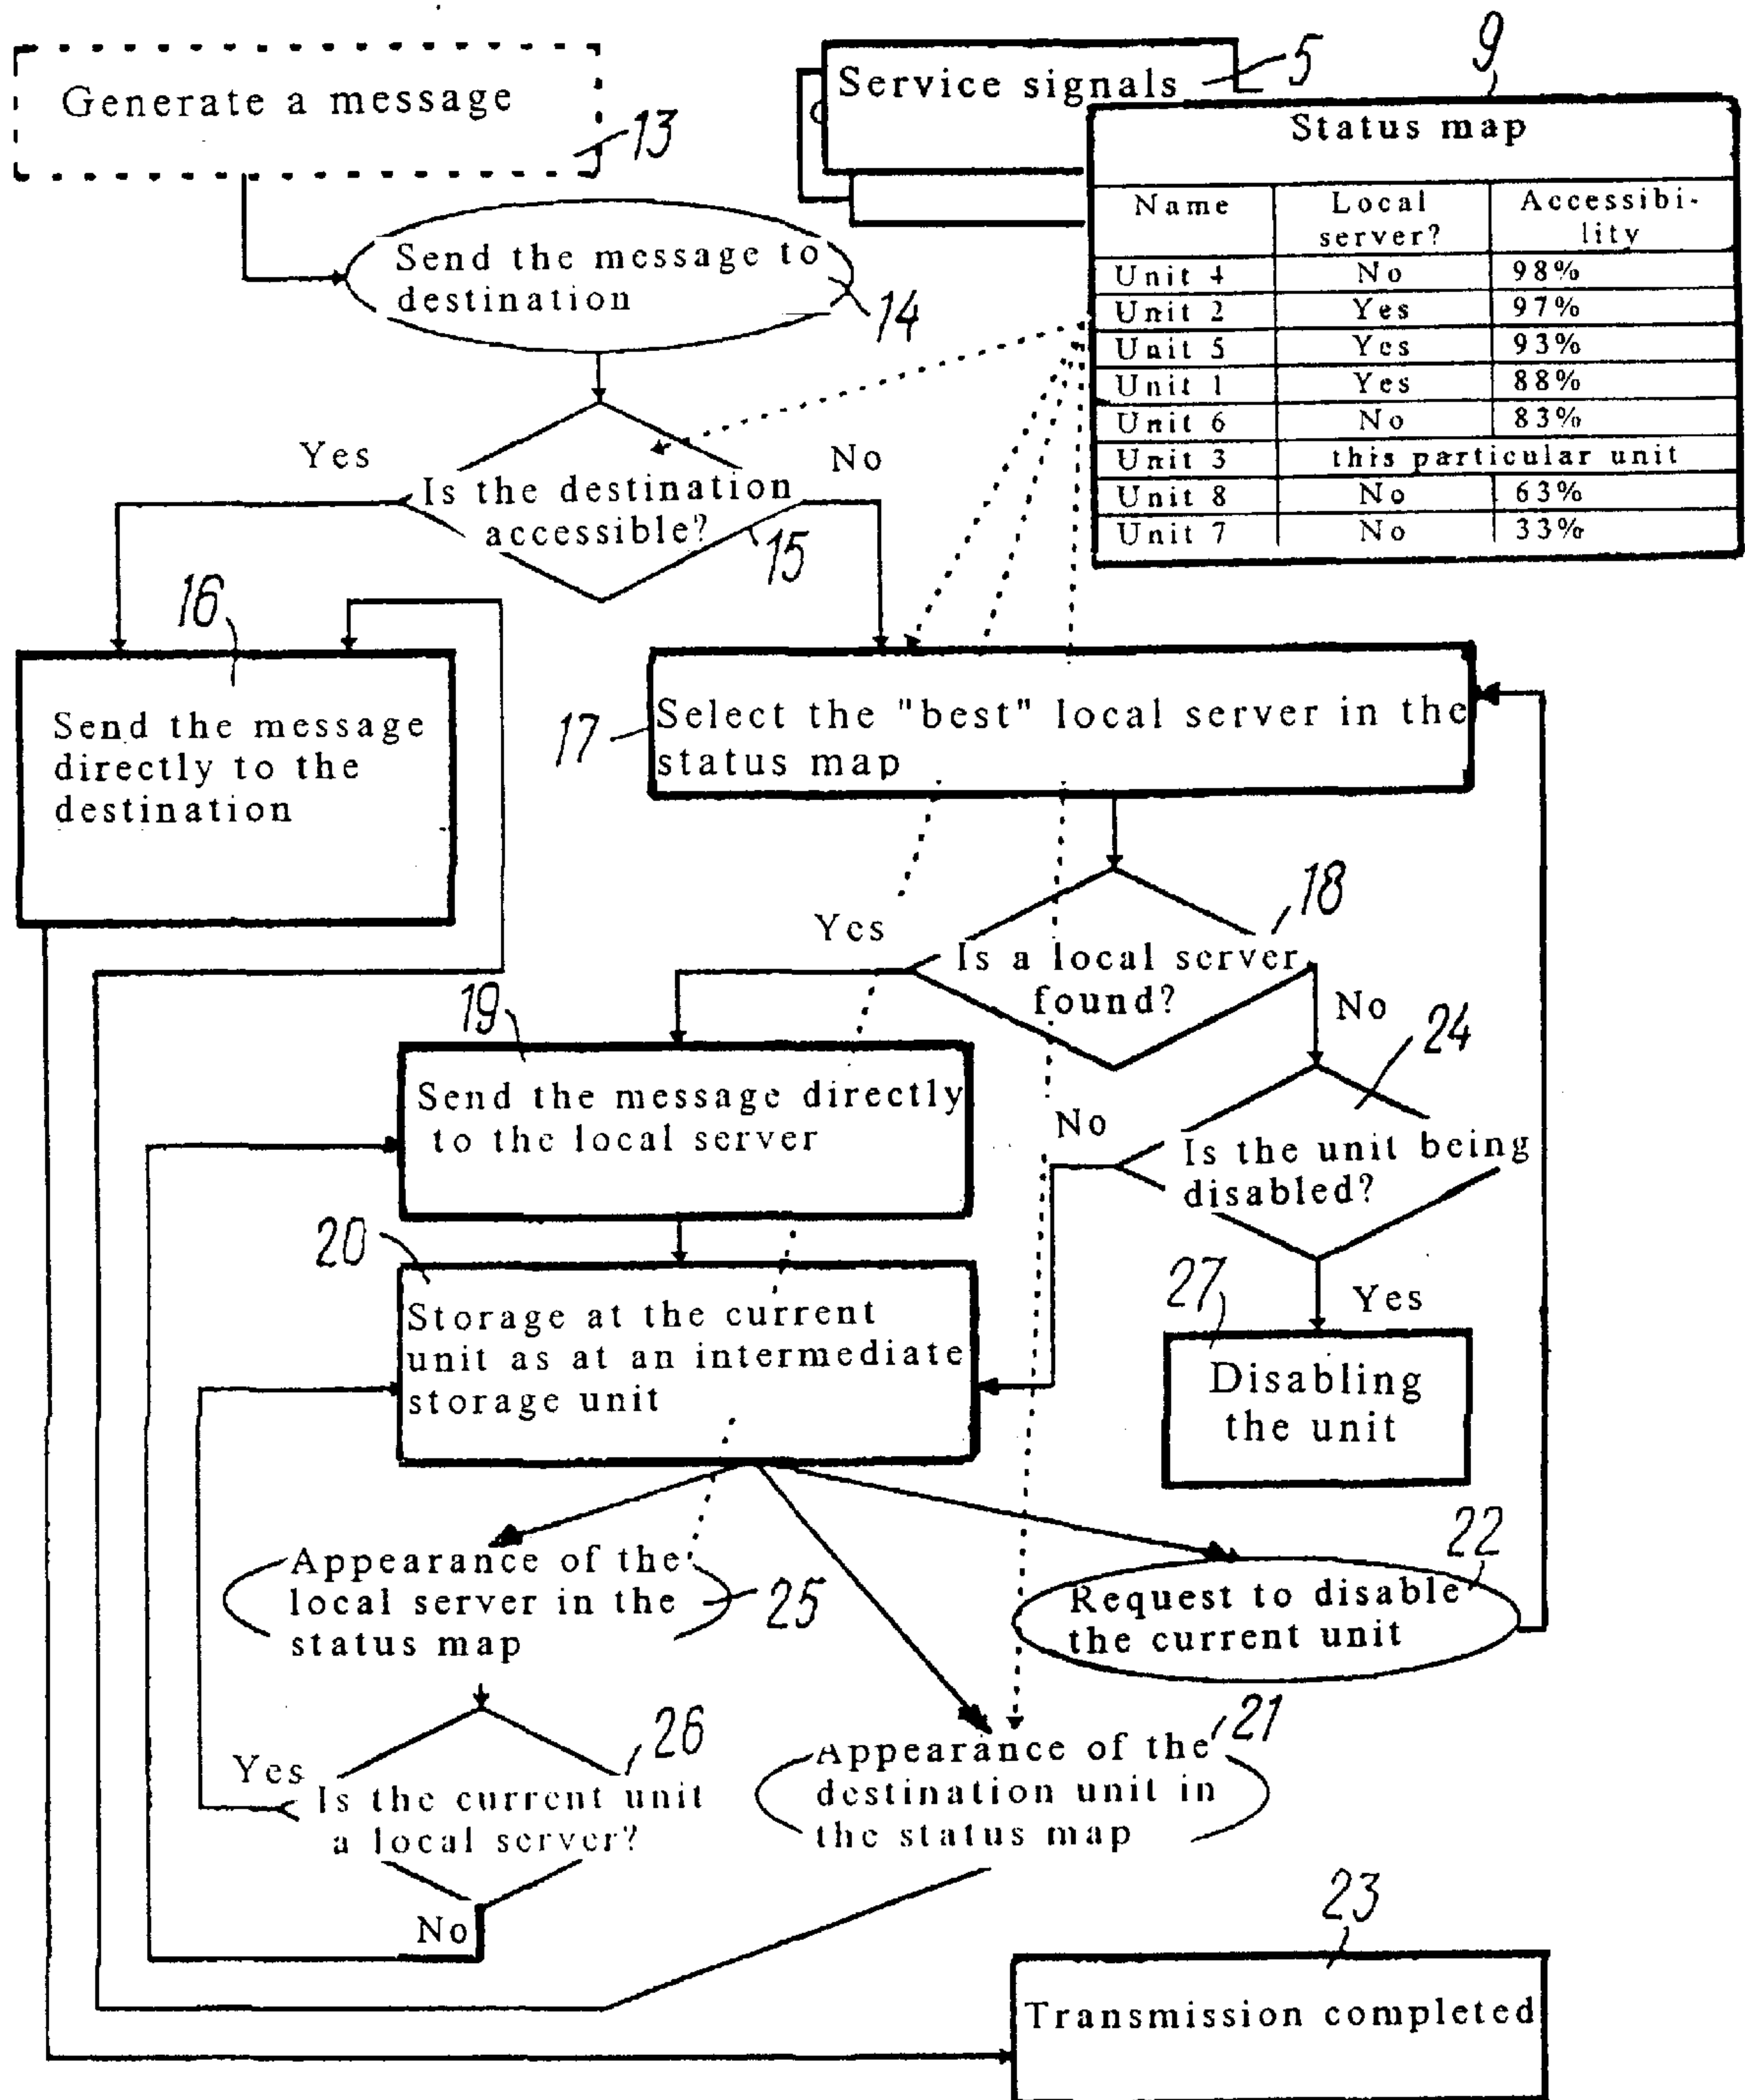 Generate a message
13
Service signals
5
9
Status map
Name Local server? Accessibi-lity
Unit 4 No 98%
Unit 2 Yes 97%
Unit 5 Yes 93%
Unit 1 Yes 88%
Unit 6 No 83%
Unit 3 this particular unit
Unit 8 No 63%
Unit 7 No 33%
Send the message to
destination
14
Yes
No
Is the destination
accessible?
15
16
Send the message
directly to the
destination
17
Select the "best" local server in the
status map
18
Yes
Is a local server
found?
No
19
Send the message directly
to the local server
24
No
Is the unit being
disabled?
Yes
20
Storage at the current
unit as at an intermediate
storage unit
27
Disabling
the unit
Appearance of the
local server in the
status map
25
22
Request to disable
the current unit
26
Yes
Is the current unit
a local server?
No
21
Appearance of the
destination unit in
the status map
23
Transmission completed